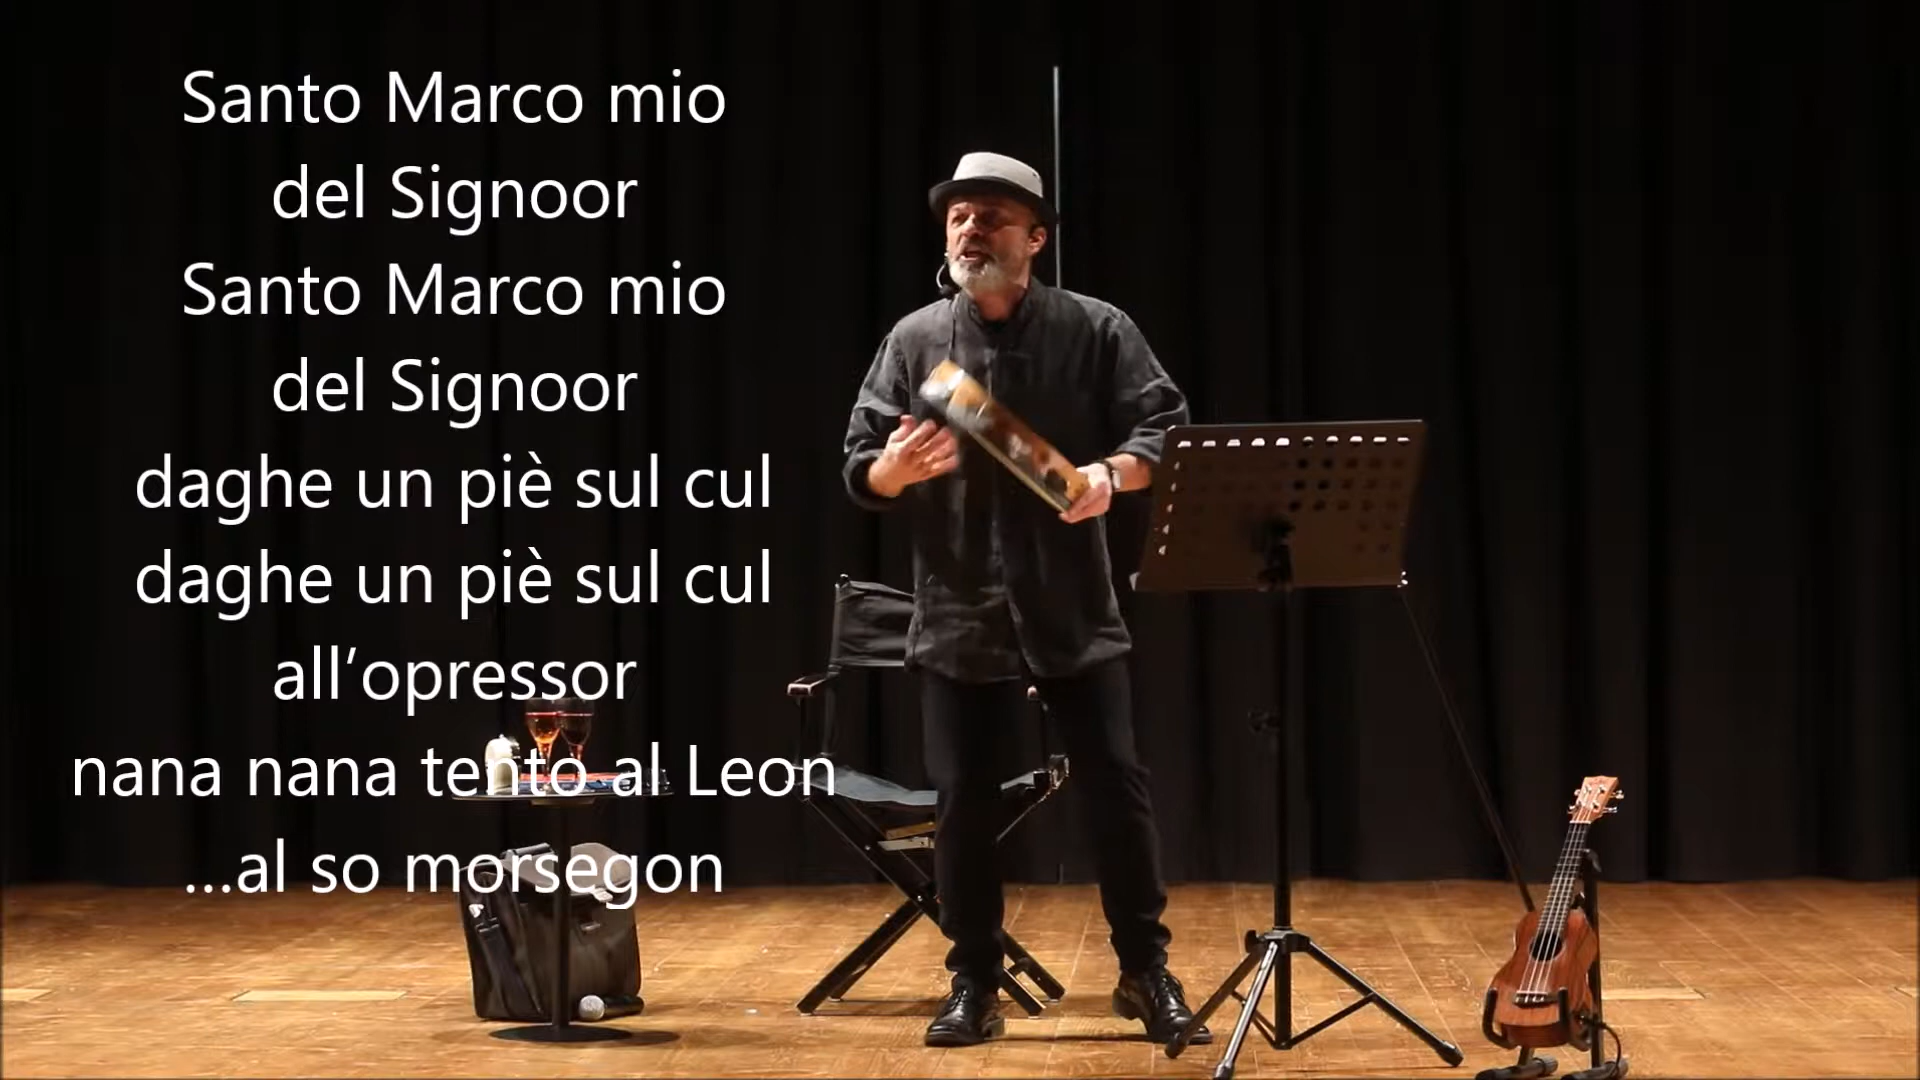 Santo Marco mio
del Signoor
Santo Marco mio
del Signoor
daghe un piè sul cul
daghe un piè sul cul
all’opressor
nana nana tento al Leon
...al so morsegon